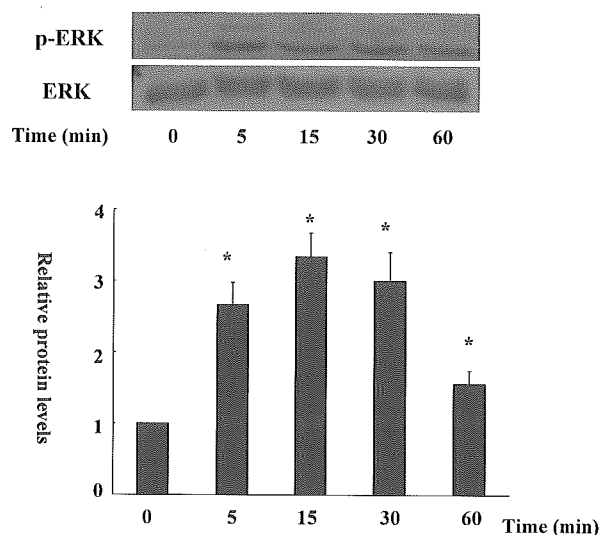 p-ERK
ERK
Time (min) 0 5 15 30 60
4
3
2
1
0
Relative protein levels
*
*
*
*
0 5 15 30 60 Time (min)